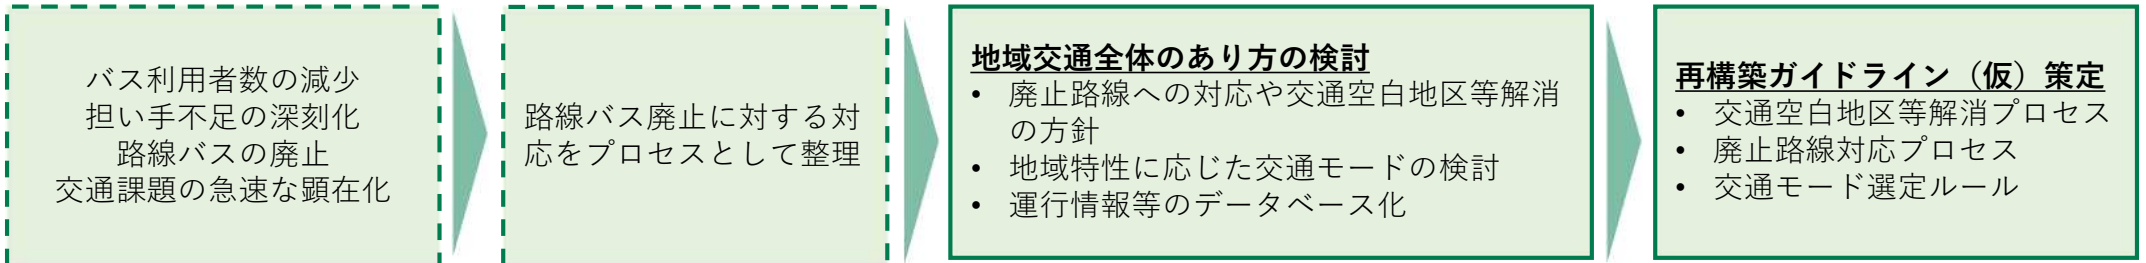 バス利用者数の減少
担い手不足の深刻化
路線バスの廃止
交通課題の急速な顕在化
路線バス廃止に対する対
応をプロセスとして整理
地域交通全体のあり方の検討
• 廃止路線への対応や交通空白地区等解消
の方針
• 地域特性に応じた交通モードの検討
• 運行情報等のデータベース化
再構築ガイドライン（仮）策定
• 交通空白地区等解消プロセス
• 廃止路線対応プロセス
• 交通モード選定ルール